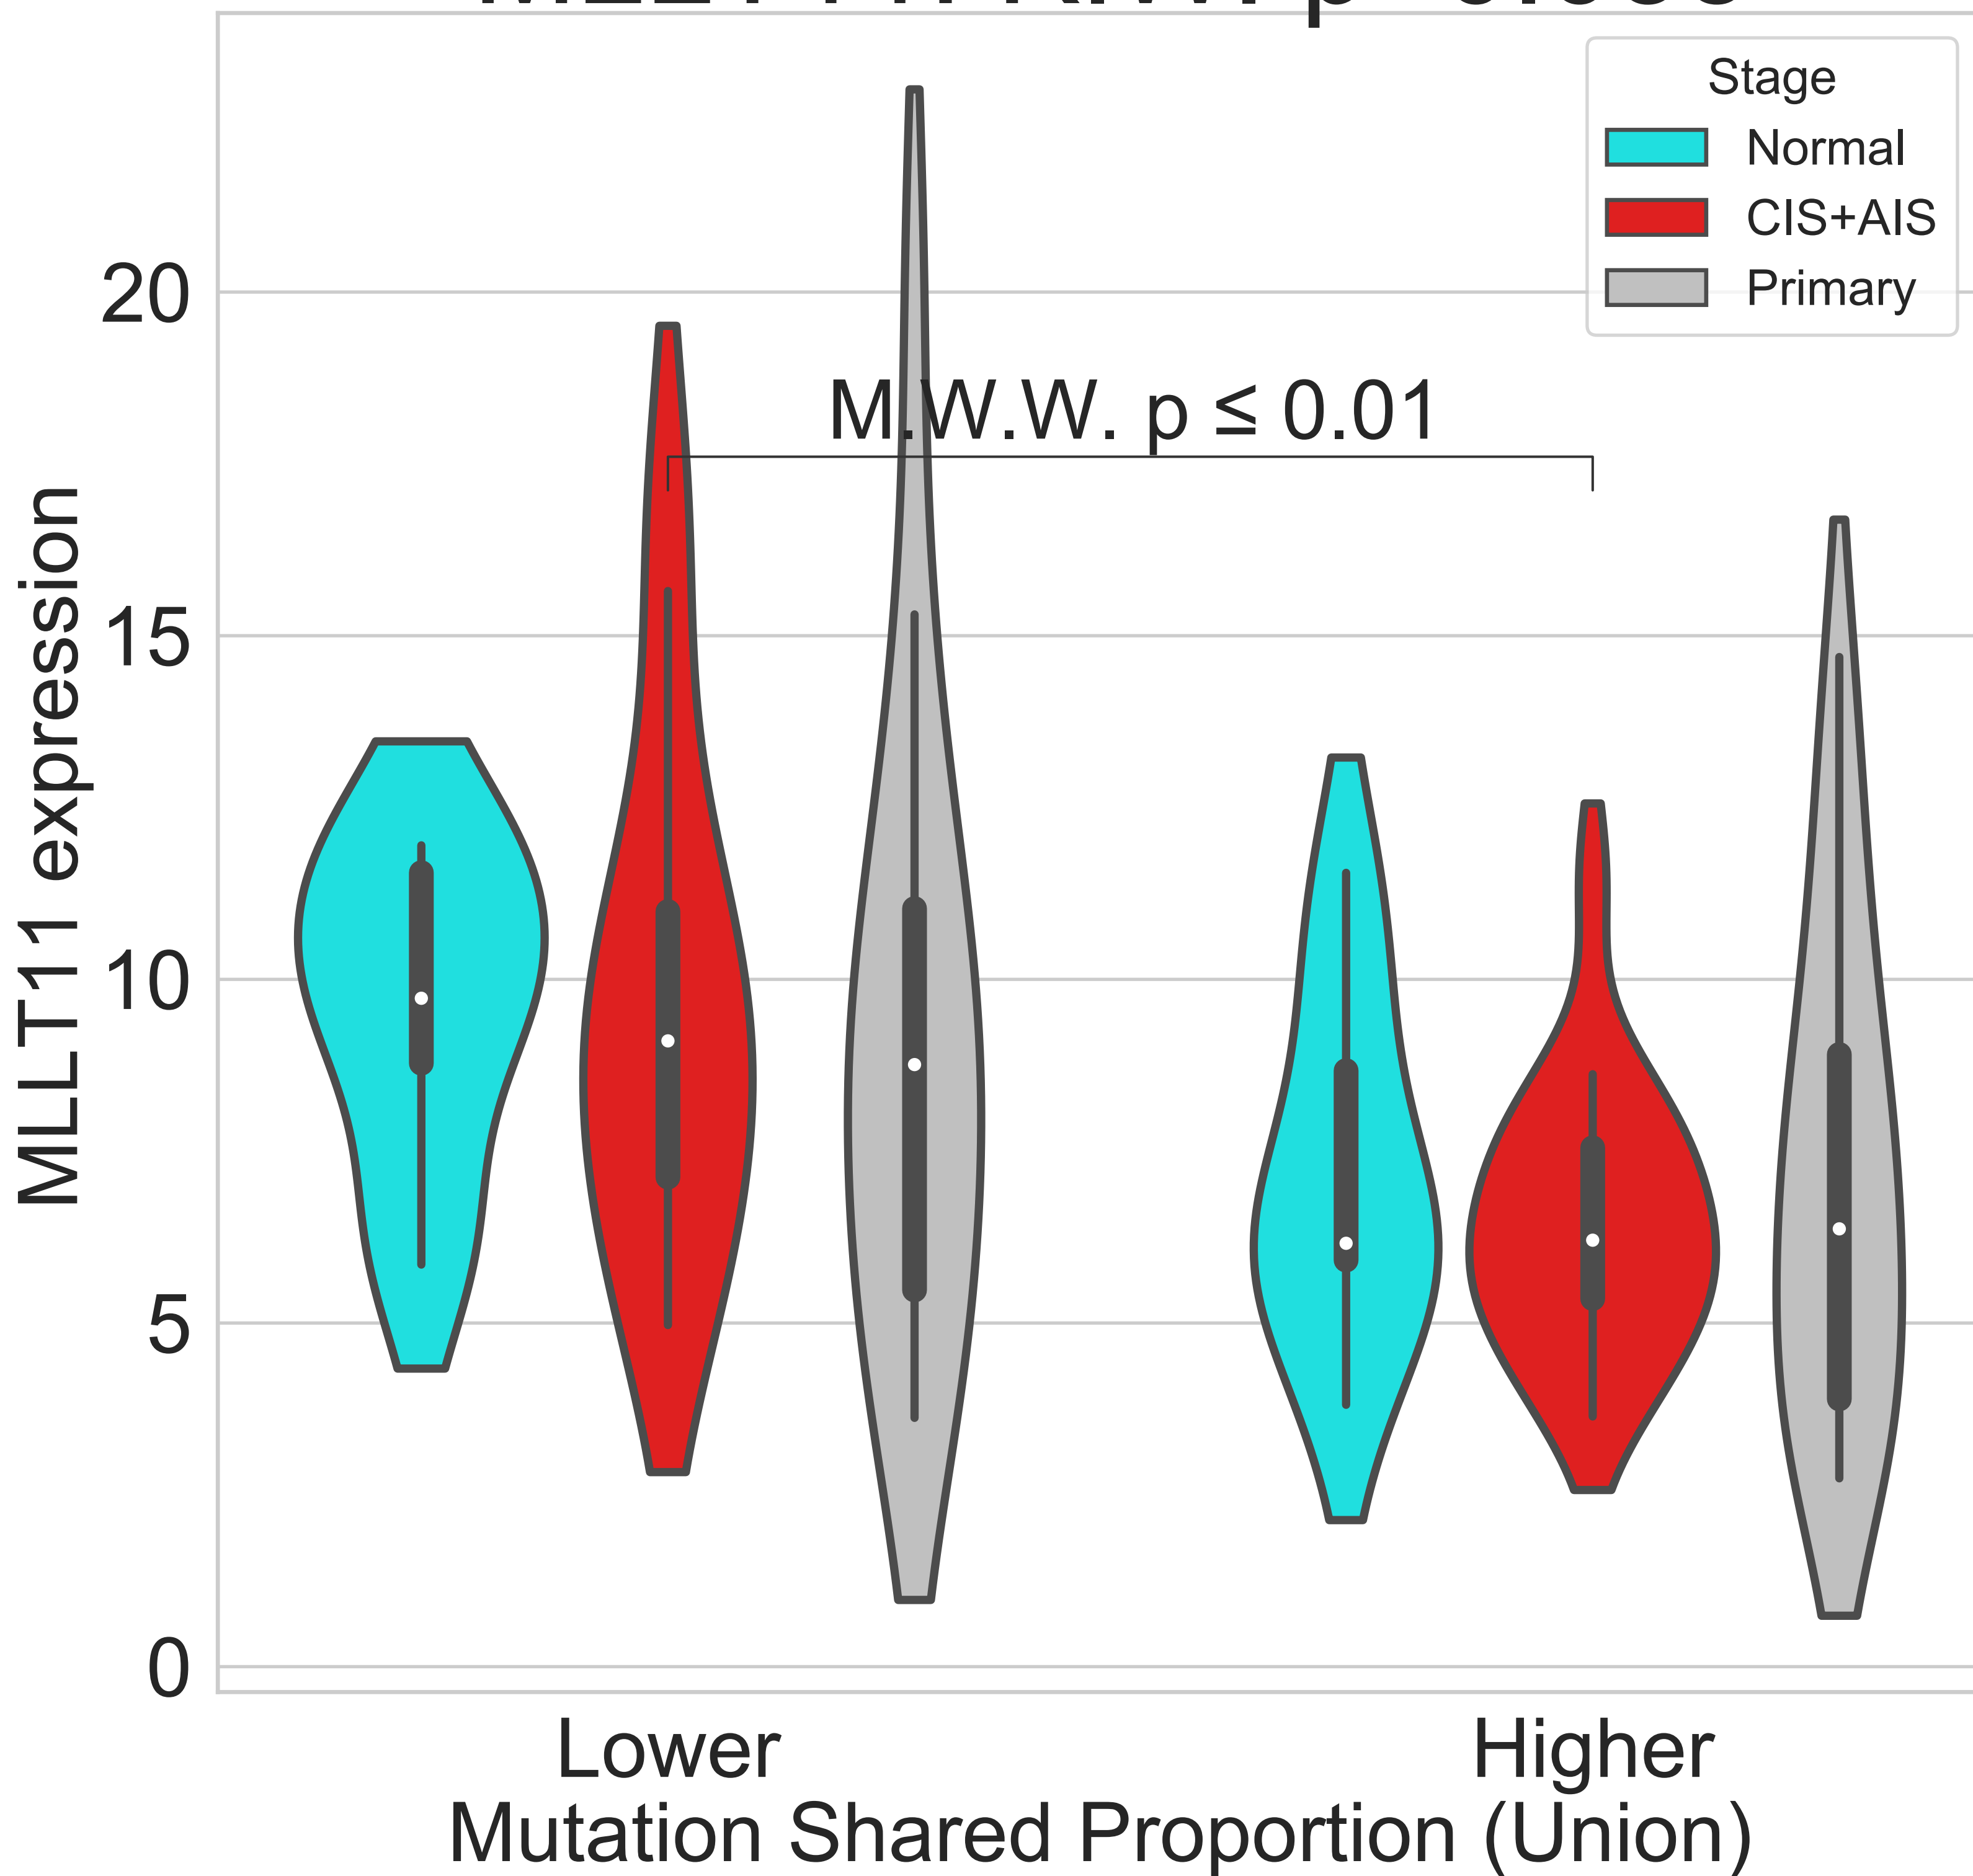 Stage
Normal
CIS+AIS
Primary
20
15
10
5
0
M.W.W. p ≤ 0.01
MLLT11 expression
Lower
Higher
Mutation Shared Proportion (Union)